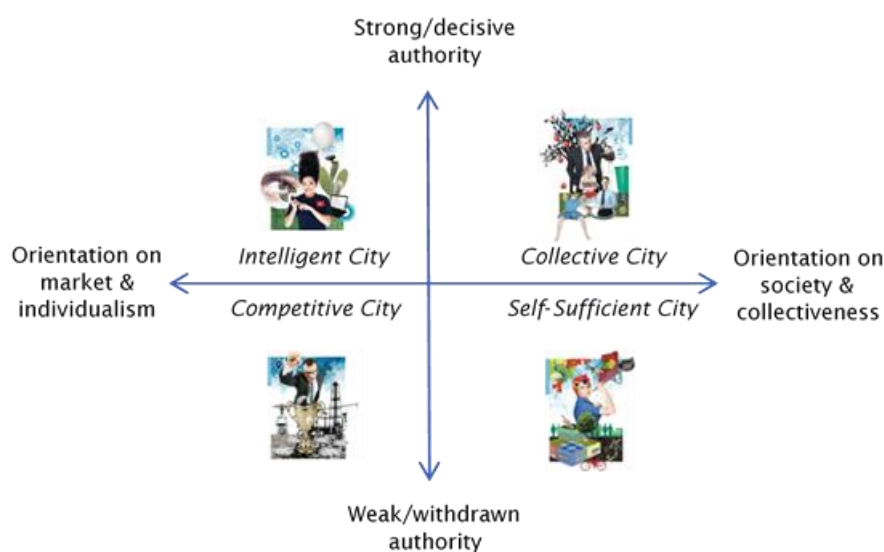 Strong/decisive
authority
Intelligent City
Collective City
Orientation on
market &
individualism
Orientation on
society &
collectiveness
Competitive City
Self-Sufficient City
Weak/withdrawn
authority